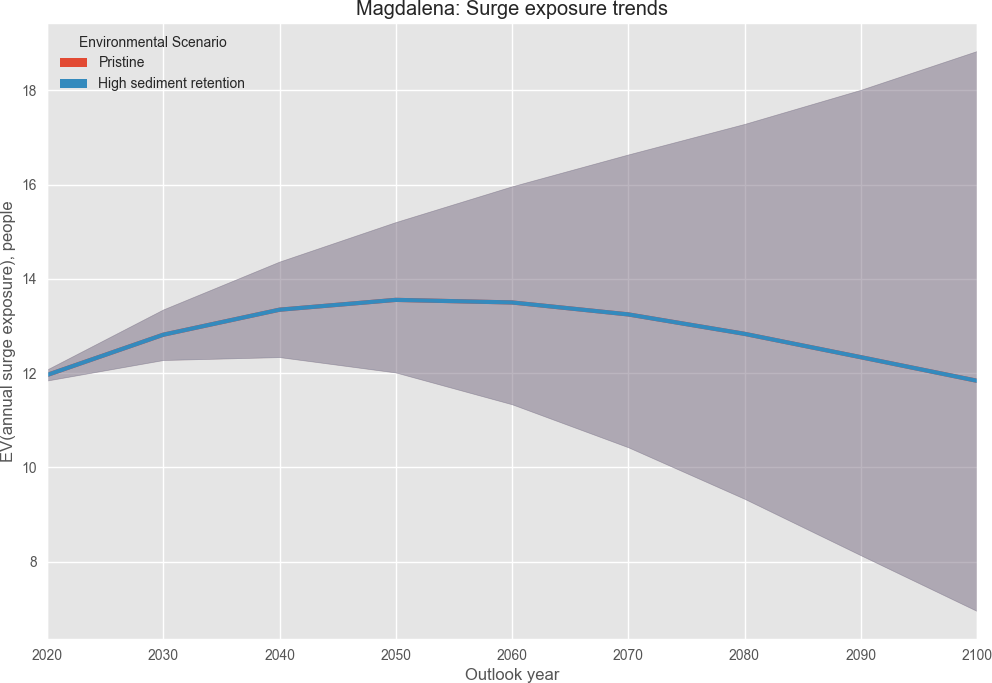 Magdalena: Surge exposure trends
Environmental Scenario
Pristine
High sediment retention
EV(annual surge exposure), people
18
16
14
12
10
8
2020 2030 2040 2050 2060 2070 2080 2090 2100
Outlook year